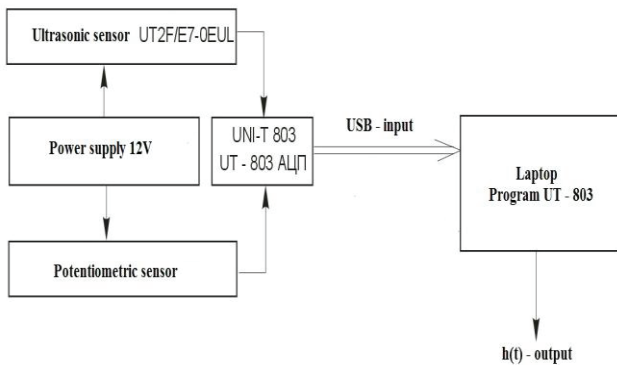 Ultrasonic sensor UT2F/E7-0EUL
Power supply 12V
Potentiometric sensor
UNI-T 803
UT - 803 АЦП
USB - input
Laptop
Program UT - 803
h(t) - output